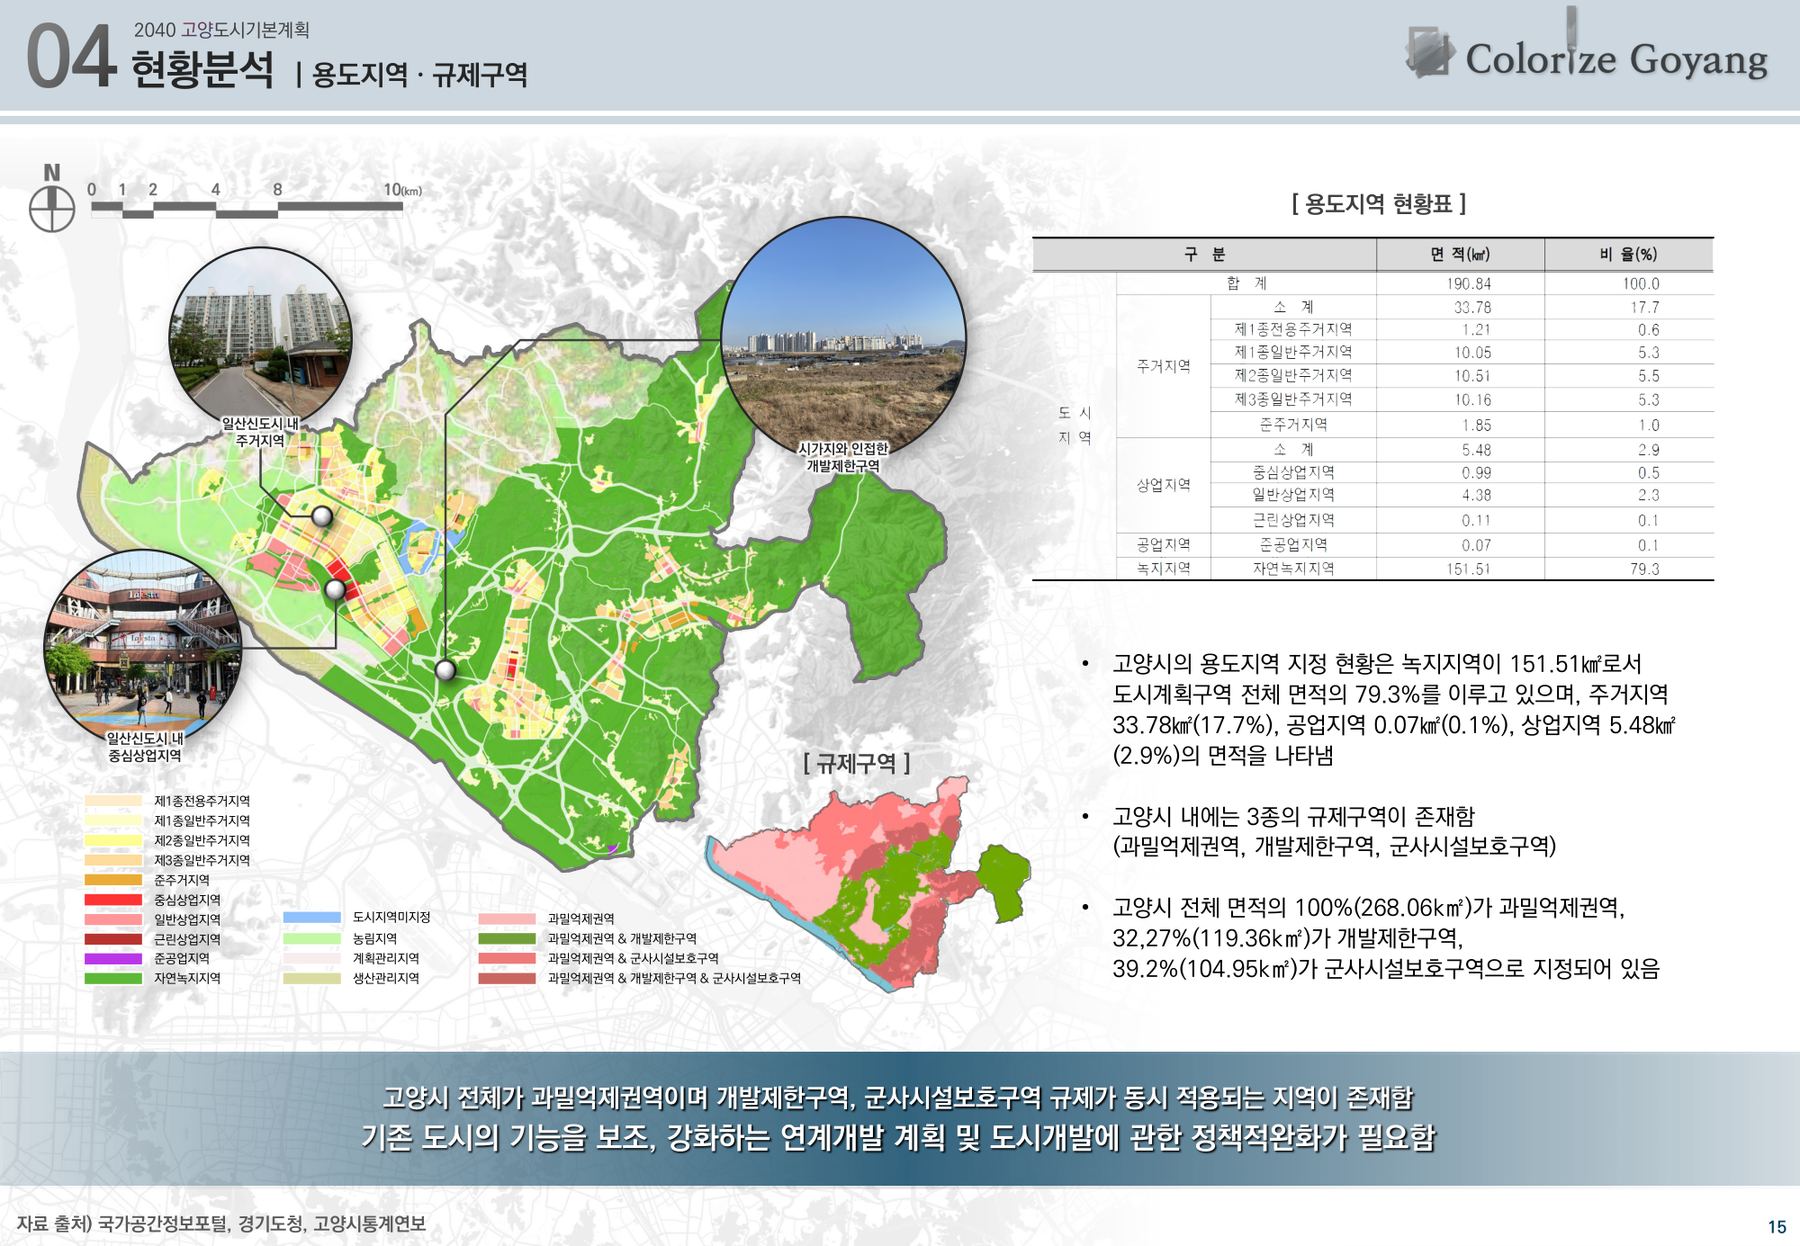 04
2040 고양도시기본계획
현황분석 | 용도지역 · 규제구역
Colorize Goyang
N
0 1 2 4 8 10(km)
일산신도시 내
주거지역
시가지와 인접한
개발제한구역
일산신도시 내
중심상업지역
제1종전용주거지역
제1종일반주거지역
제2종일반주거지역
제3종일반주거지역
준주거지역
중심상업지역
일반상업지역
근린상업지역
준공업지역
자연녹지지역
도시지역미지정
농림지역
계획관리지역
생산관리지역
[ 규제구역 ]
과밀억제권역
과밀억제권역 & 개발제한구역
과밀억제권역 & 군사시설보호구역
과밀억제권역 & 개발제한구역 & 군사시설보호구역
[ 용도지역 현황표 ]
구 분 면 적(㎢) 비 율(%)
도 시
지 역
합 계 190.84 100.0
주거지역 소 계 33.78 17.7
제1종전용주거지역 1.21 0.6
제1종일반주거지역 10.05 5.3
제2종일반주거지역 10.51 5.5
제3종일반주거지역 10.16 5.3
준주거지역 1.85 1.0
상업지역 소 계 5.48 2.9
중심상업지역 0.99 0.5
일반상업지역 4.38 2.3
근린상업지역 0.11 0.1
공업지역 준공업지역 0.07 0.1
녹지지역 자연녹지지역 151.51 79.3
• 고양시의 용도지역 지정 현황은 녹지지역이 151.51㎢로서
도시계획구역 전체 면적의 79.3%를 이루고 있으며, 주거지역
33.78㎢(17.7%), 공업지역 0.07㎢(0.1%), 상업지역 5.48㎢
(2.9%)의 면적을 나타냄
• 고양시 내에는 3종의 규제구역이 존재함
(과밀억제권역, 개발제한구역, 군사시설보호구역)
• 고양시 전체 면적의 100%(268.06k㎡)가 과밀억제권역,
32,27%(119.36k㎡)가 개발제한구역,
39.2%(104.95k㎡)가 군사시설보호구역으로 지정되어 있음
고양시 전체가 과밀억제권역이며 개발제한구역, 군사시설보호구역 규제가 동시 적용되는 지역이 존재함
기존 도시의 기능을 보조, 강화하는 연계개발 계획 및 도시개발에 관한 정책적완화가 필요함
자료 출처) 국가공간정보포털, 경기도청, 고양시통계연보
15